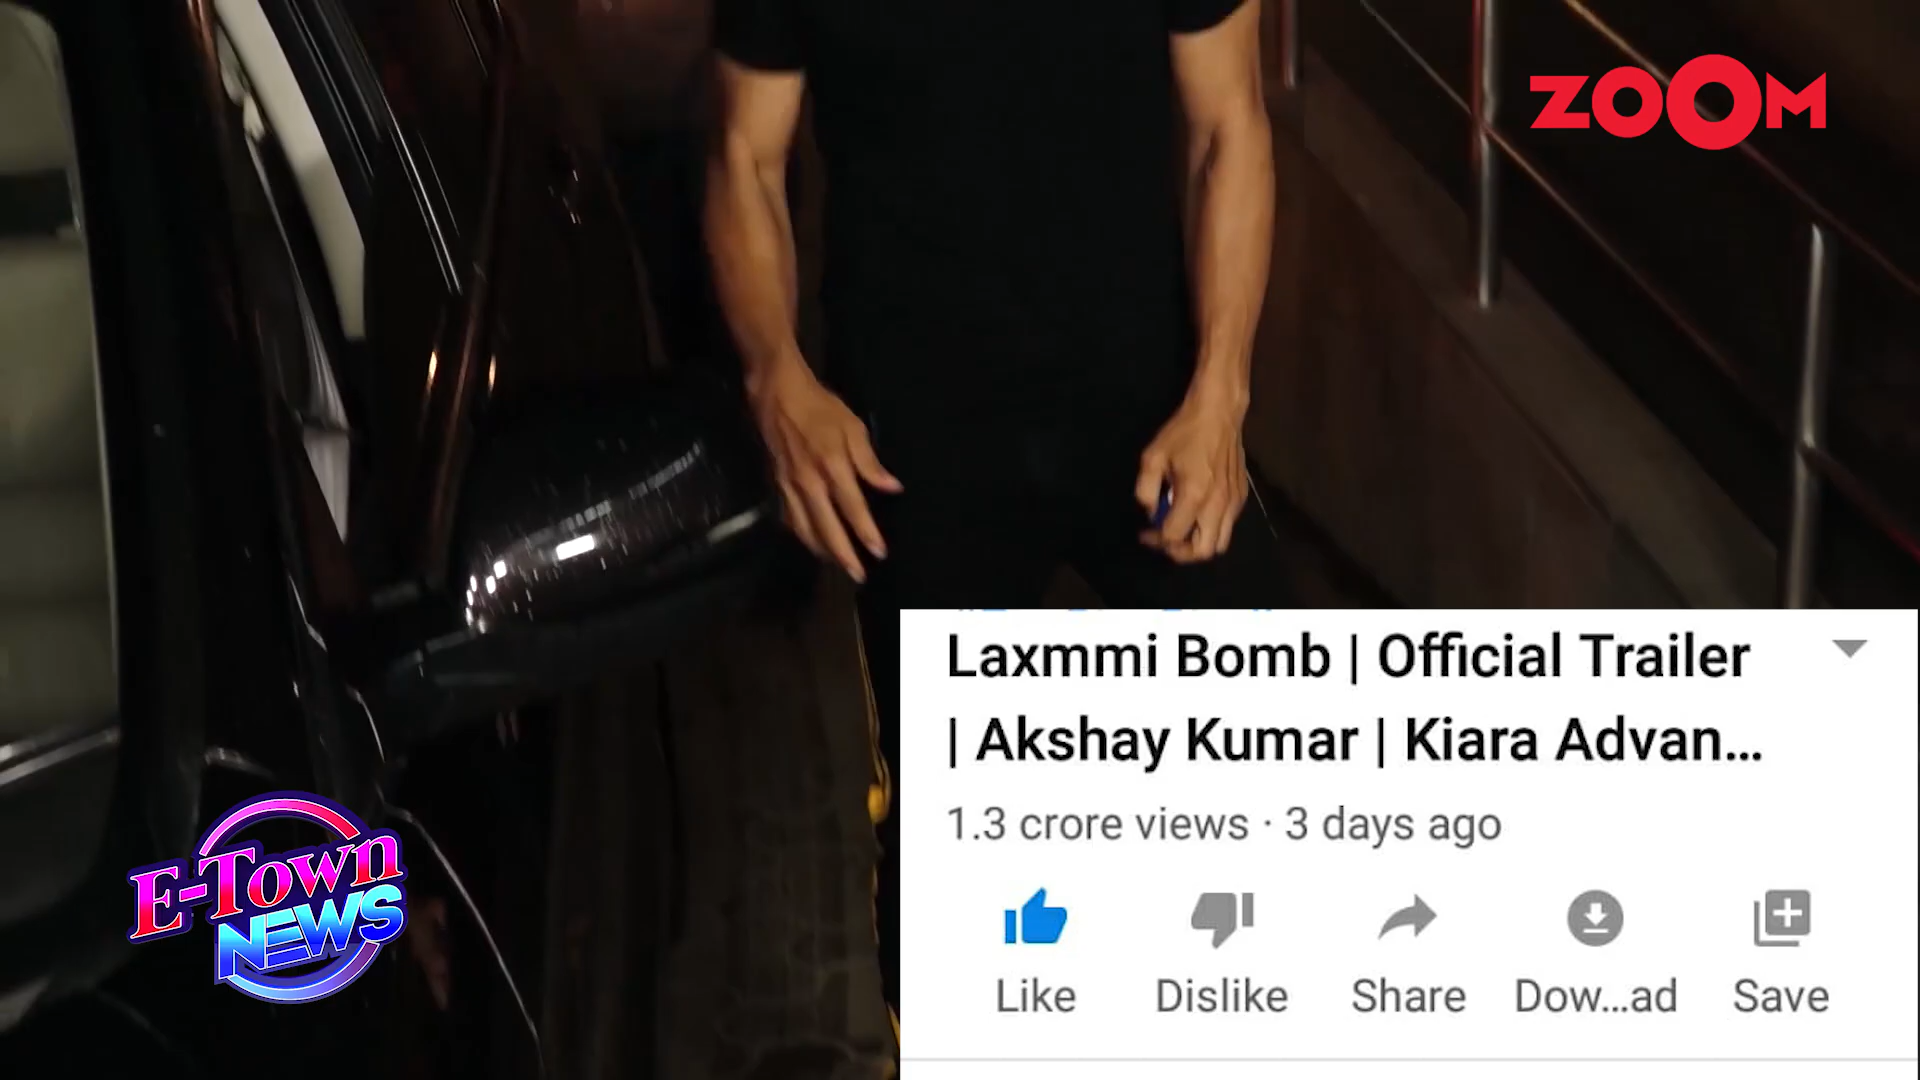 ZOOM
Laxmmi Bomb | Official Trailer
| Akshay Kumar | Kiara Advan...
1.3 crore views · 3 days ago
Like Dislike Share Dow...ad Save
E-Town
NEWS